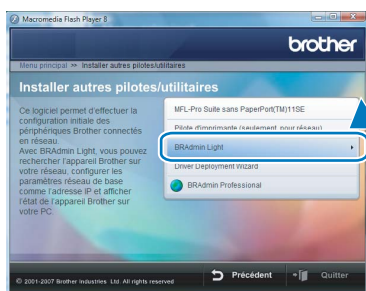 Macromedia Flash Player 8
brother
Menu principal >> Installer autres pilotes/utilitaires
Installer autres pilotes/utilitaires
Ce logiciel permet d'effectuer la
configuration initiale des
périphériques Brother connectés
en réseau.
Avec BRAdmin Light, vous pouvez
rechercher l'appareil Brother sur
votre réseau, configurer les
paramètres réseau de base
comme l'adresse IP et afficher
l'état de l'appareil Brother sur
votre PC.
MFL-Pro Suite sans PaperPort(TM)11SE
Pilote d'imprimante (seulement, pour réseau)
BRAdmin Light
Driver Deployment Wizard
BRAdmin Professional
© 2001-2007 Brother Industries Ltd. All rights reserved
Précédent
Quitter